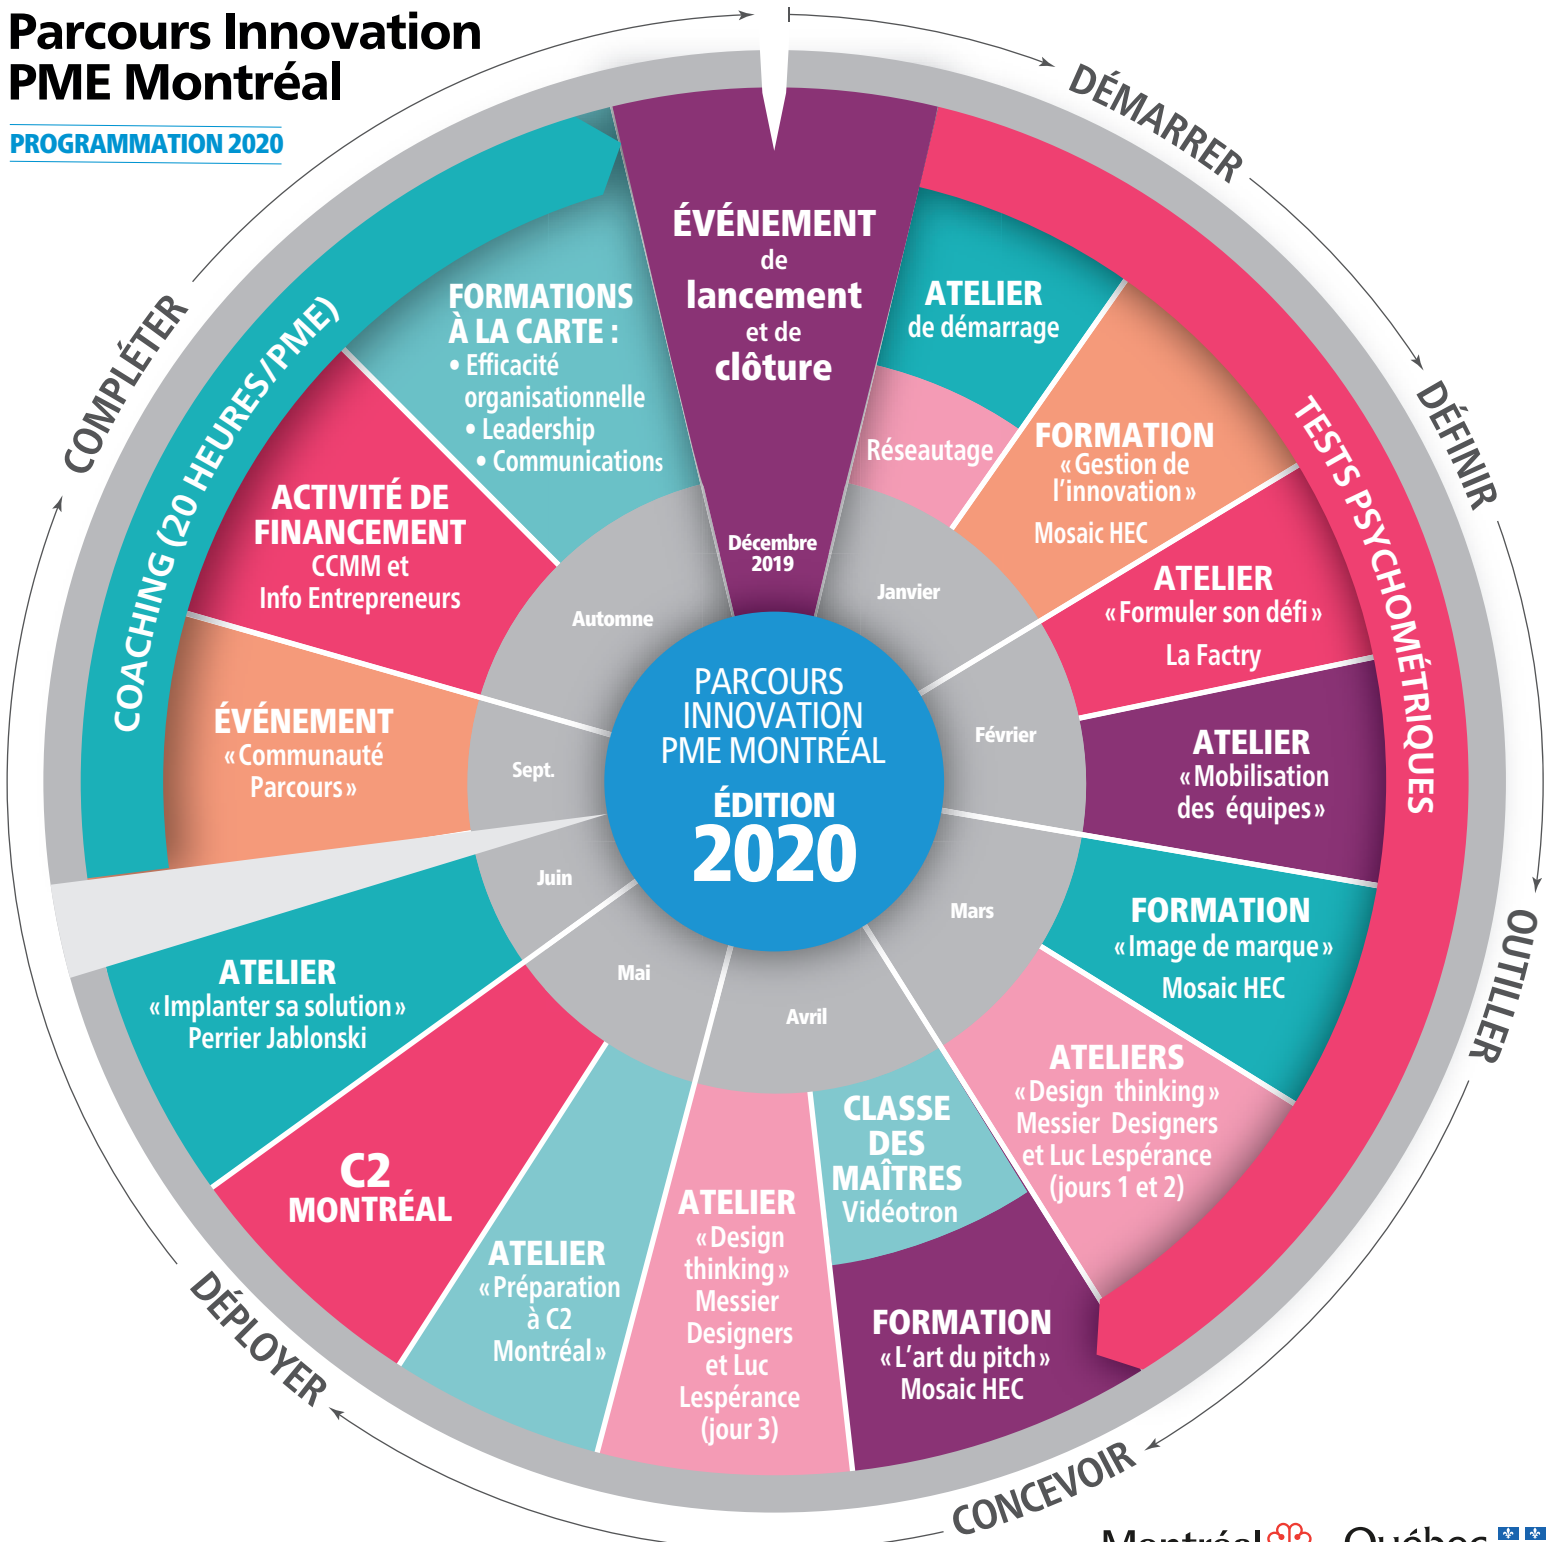 Parcours Innovation
PME Montréal
PROGRAMMATION 2020
DÉMARRER
DÉFINIR
OUTILLER
CONCEVOIR
DÉPLOYER
COMPLÉTER
TESTS PSYCHOMÉTRIQUES
COACHING (20 HEURES/PME)
ÉVÉNEMENT
de
lancement
et de
clôture
Décembre
2019
ATELIER
de démarrage
Réseautage
FORMATION
«Gestion de
l'innovation»
Mosaic HEC
Janvier
ATELIER
«Formuler son défi»
La Factry
ATELIER
«Mobilisation
des équipes»
Février
FORMATION
«Image de marque»
Mosaic HEC
ATELIERS
«Design thinking»
Messier Designers
et Luc Lespérance
(jours 1 et 2)
Mars
CLASSE
DES
MAÎTRES
Vidéotron
FORMATION
«L'art du pitch»
Mosaic HEC
ATELIER
«Design
thinking»
Messier
Designers
et Luc
Lespérance
(jour 3)
Avril
ATELIER
«Préparation
à C2
Montréal»
C2
MONTRÉAL
Mai
ATELIER
«Implanter sa solution»
Perrier Jablonski
Juin
ÉVÉNEMENT
«Communauté
Parcours»
Sept.
ACTIVITÉ DE
FINANCEMENT
CCMM et
Info Entrepreneurs
FORMATIONS
À LA CARTE :
• Efficacité
organisationnelle
• Leadership
• Communications
Automne
PARCOURS
INNOVATION
PME MONTRÉAL
ÉDITION
2020
Montréal
Québec